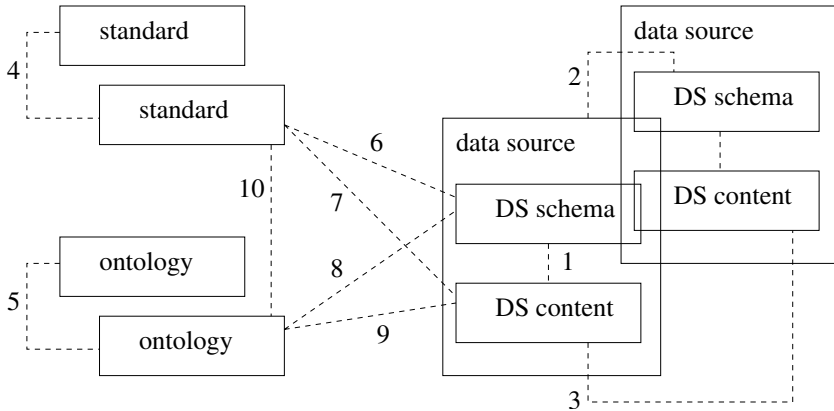 standard
4
standard
10
ontology
5
ontology
6
7
8
9
data source
2
DS schema
DS content
data source
DS schema
1
DS content
3